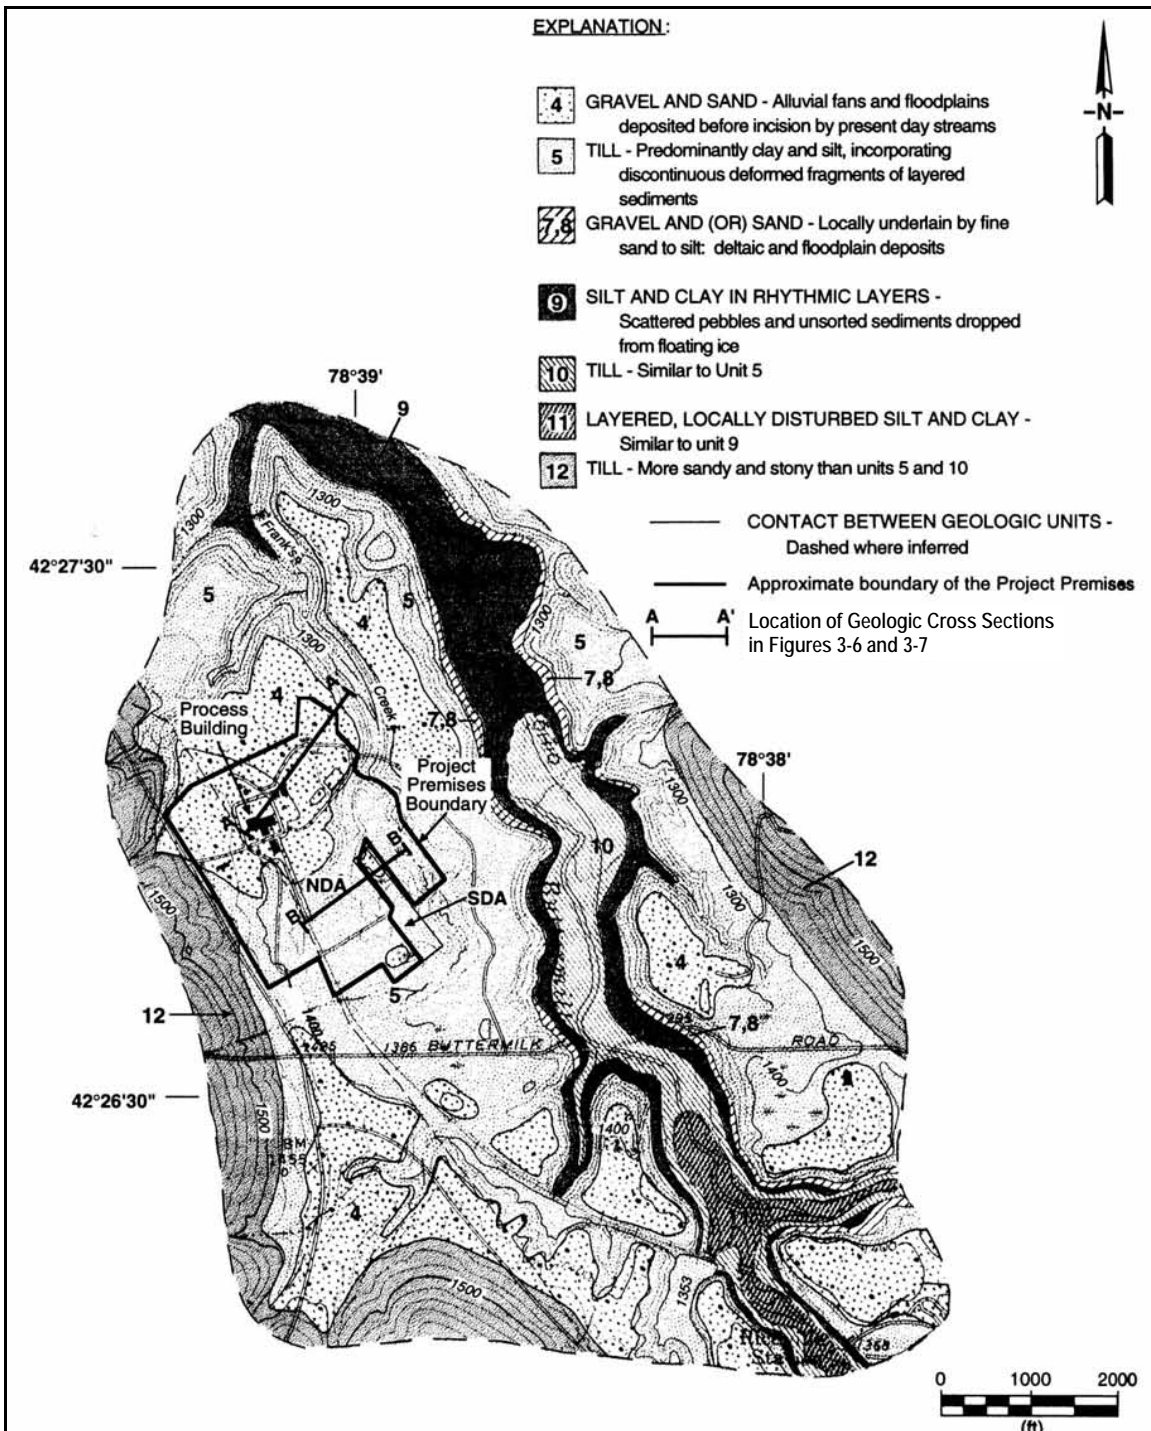 EXPLANATION :
4 GRAVEL AND SAND - Alluvial fans and floodplains
deposited before incision by present day streams
5 TILL - Predominantly clay and silt, incorporating
discontinuous deformed fragments of layered
sediments
7,8 GRAVEL AND (OR) SAND - Locally underlain by fine
sand to silt: deltaic and floodplain deposits
9 SILT AND CLAY IN RHYTHMIC LAYERS -
Scattered pebbles and unsorted sediments dropped
from floating ice
10 TILL - Similar to Unit 5
11 LAYERED, LOCALLY DISTURBED SILT AND CLAY -
Similar to unit 9
12 TILL - More sandy and stony than units 5 and 10
CONTACT BETWEEN GEOLOGIC UNITS -
Dashed where inferred
Approximate boundary of the Project Premises
A A' Location of Geologic Cross Sections
in Figures 3-6 and 3-7
N
78°39'
9
1300
1300
Frank's
42°27'30"
5
5
4
1300
1300
5
7,8
4
A'
Creek
7,8
Process
Building
Project
Premises
Boundary
78°38'
1300
A
B'
10
12
NDA
SDA
B
1300
1500
1500
4
5
12
1400
7,8
1386 BUTTERMILK
ROAD
1400
42°26'30"
1500
1400
BM
1455
4
1500
1353
0 1000 2000
(ft)